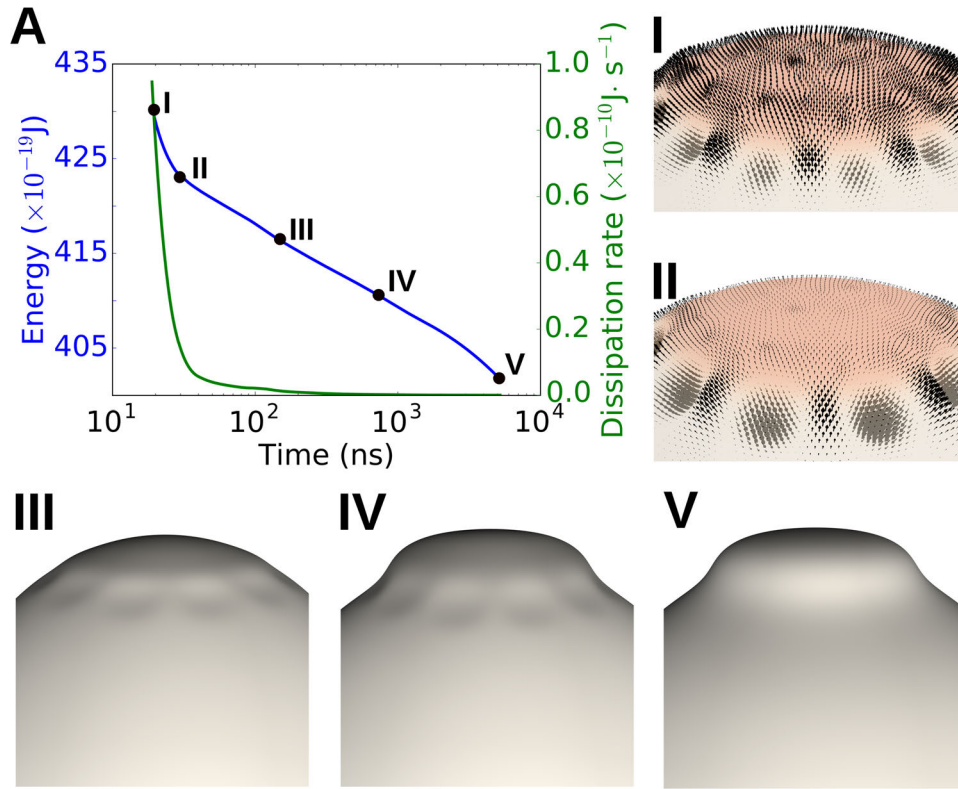 A
435
425
415
405
Energy (×10⁻¹⁹J)
I
II
III
IV
V
1.0
0.8
0.6
0.4
0.2
0.0
Dissipation rate (×10⁻¹⁰J· s⁻¹)
10¹ 10² 10³ 10⁴
Time (ns)
I
II
III
IV
V